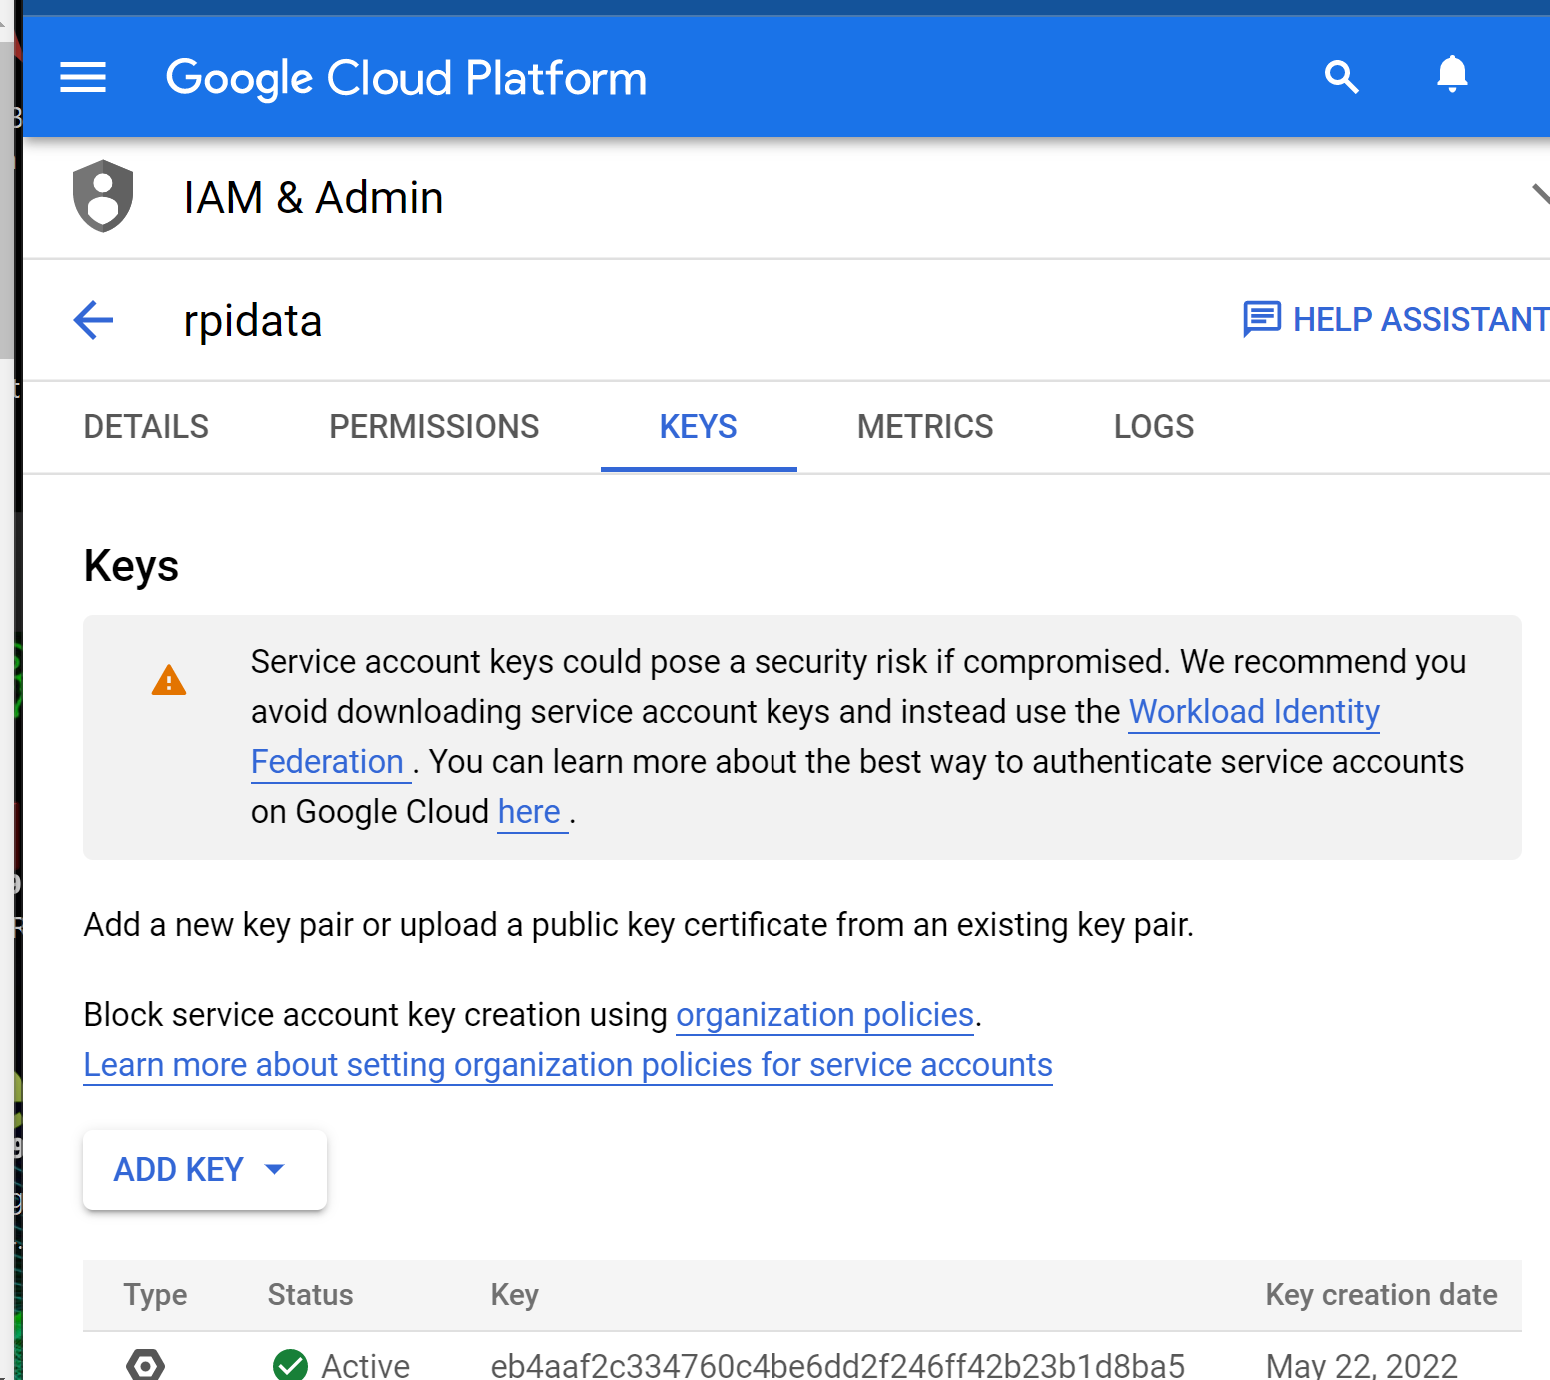 Google Cloud Platform
IAM & Admin
rpidata
HELP ASSISTANT
DETAILS PERMISSIONS KEYS METRICS LOGS
Keys
Service account keys could pose a security risk if compromised. We recommend you
avoid downloading service account keys and instead use the Workload Identity
Federation . You can learn more about the best way to authenticate service accounts
on Google Cloud here .
Add a new key pair or upload a public key certificate from an existing key pair.
Block service account key creation using organization policies.
Learn more about setting organization policies for service accounts
ADD KEY
Type Status Key Key creation date
Active eb4aaf2c334760c4be6dd2f246ff42b23b1d8ba5 May 22, 2022